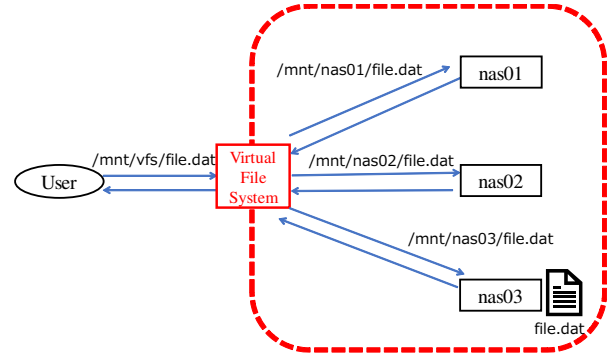 /mnt/nas01/file.dat
nas01
/mnt/vfs/file.dat
Virtual
File
System
/mnt/nas02/file.dat
User
nas02
/mnt/nas03/file.dat
nas03
file.dat